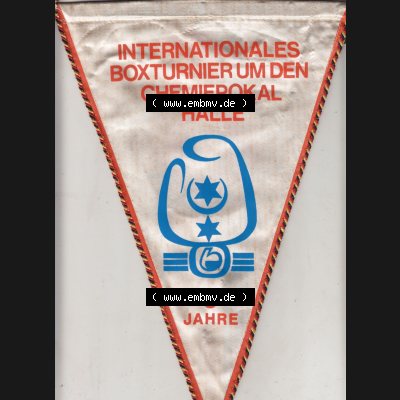 INTERNATIONALES
BOXTURNIER UM DEN
CHEMIEPOKAL
( www.embmv.de )
HALLE
( www.embmv.de )
JAHRE